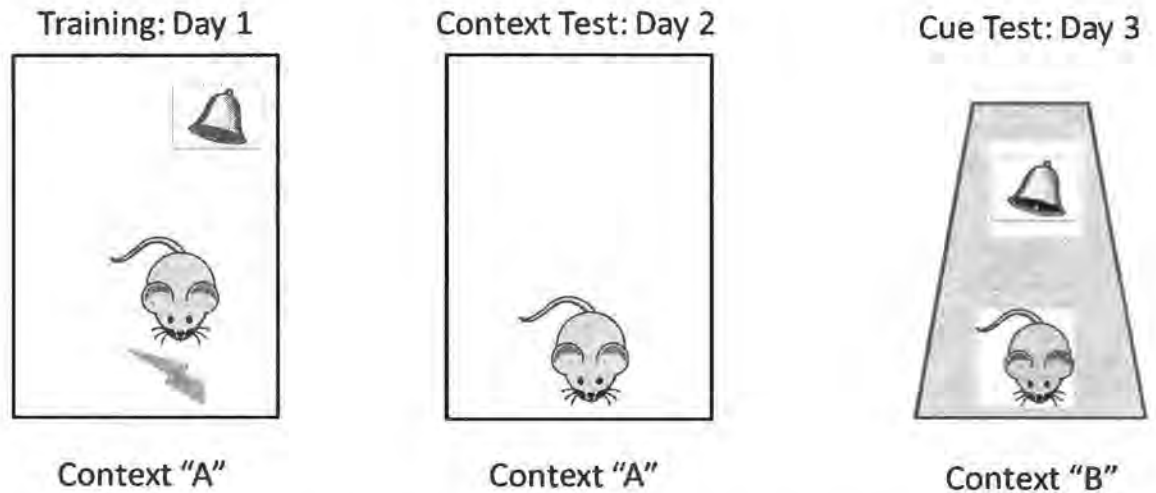 Training: Day 1
Context Test: Day 2
Cue Test: Day 3
Context "A"
Context "A"
Context "B"